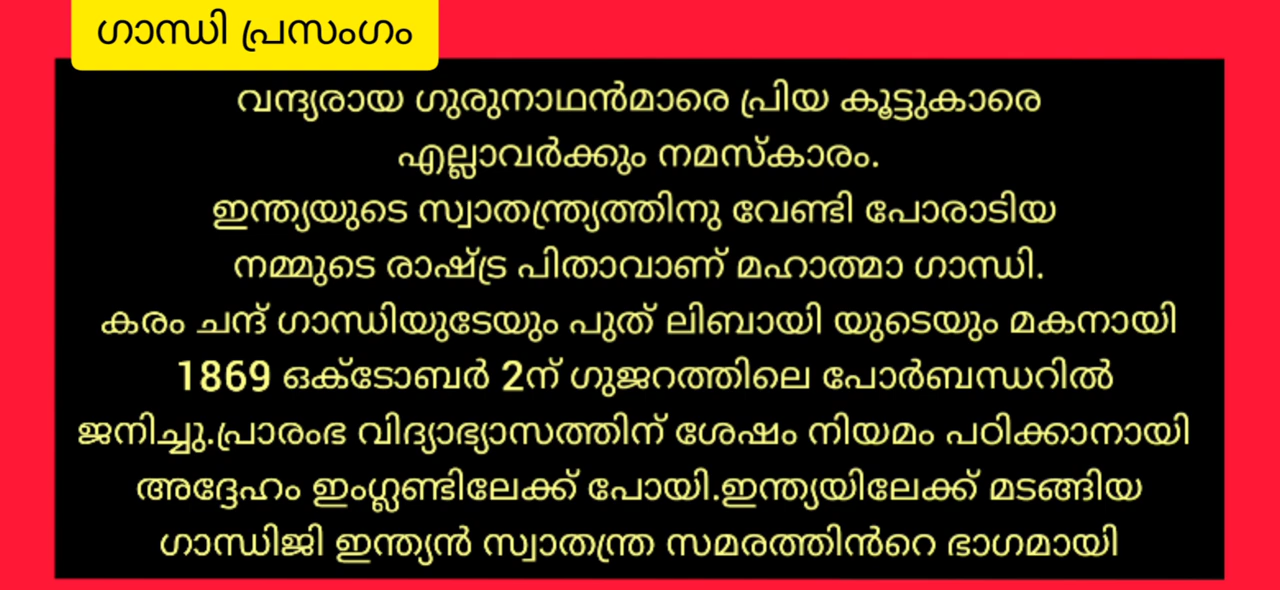 ഗാന്ധി പ്രസംഗം
വന്ദ്യരായ ഗുരുനാഥൻമാരെ പ്രിയ കൂട്ടുകാരെ
എല്ലാവർക്കും നമസ്കാരം.
ഇന്ത്യയുടെ സ്വാതന്ത്ര്യത്തിനു വേണ്ടി പോരാടിയ
നമ്മുടെ രാഷ്ട്ര പിതാവാണ് മഹാത്മാ ഗാന്ധി.
കരം ചന്ദ് ഗാന്ധിയുടേയും പുത് ലിബായി യുടെയും മകനായി
1869 ഒക്ടോബർ 2ന് ഗുജറത്തിലെ പോർബന്ധറിൽ
ജനിച്ചു.പ്രാരംഭ വിദ്യാഭ്യാസത്തിന് ശേഷം നിയമം പഠിക്കാനായി
അദ്ദേഹം ഇംഗ്ലണ്ടിലേക്ക് പോയി.ഇന്ത്യയിലേക്ക് മടങ്ങിയ
ഗാന്ധിജി ഇന്ത്യൻ സ്വാതന്ത്ര സമരത്തിൻറെ ഭാഗമായി